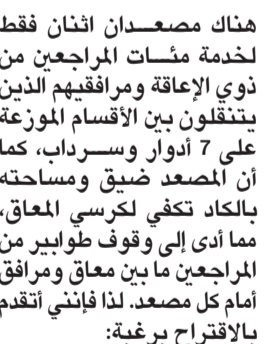 هناك مصعدان اثنان فقط
لخدمة مئات المراجعين من
ذوي الإعاقة ومرافقيهم الذين
يتنقلون بين الأقسام الموزعة
على 7 أدوار وسرداب، كما
أن المصعد ضيق ومساحته
بالكاد تكفي لكرسي المعاق،
مما أدى إلى وقوف طوابير من
المراجعين ما بين معاق ومرافق
أمام كل مصعد. لذا فإنني أتقدم
بالاقتراح برغبة: